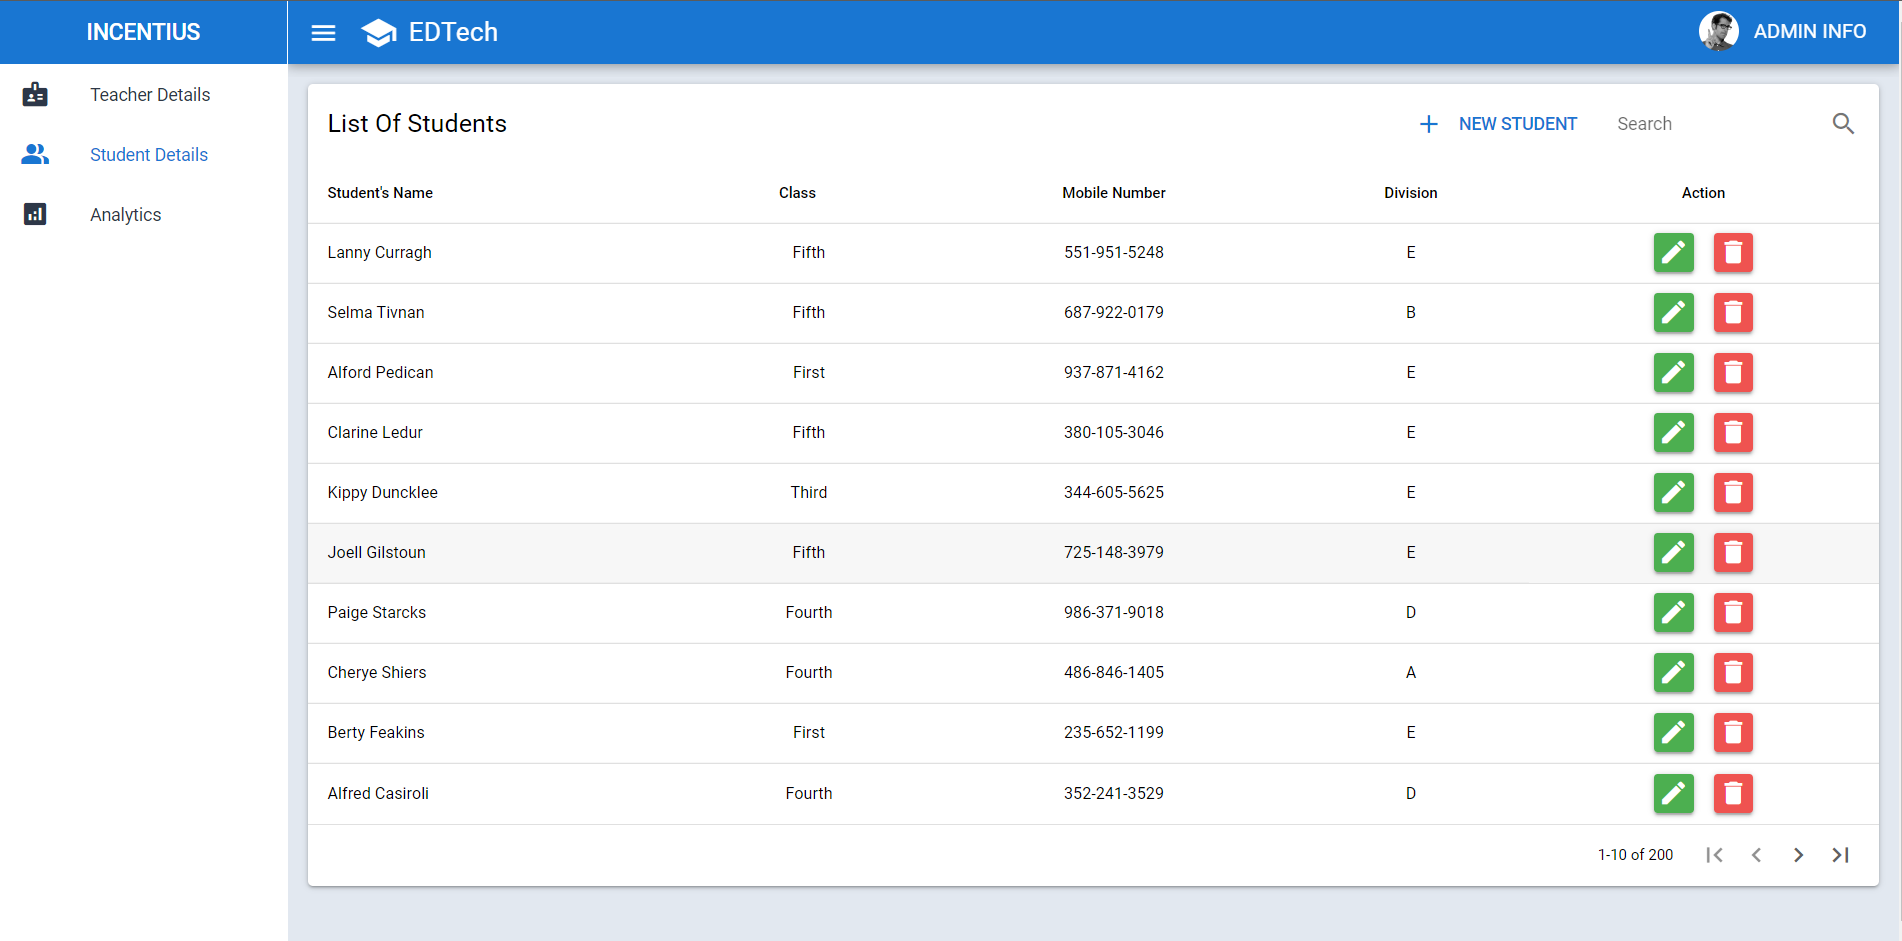 INCENTIUS
EDTech
ADMIN INFO
Teacher Details
Student Details
Analytics
List Of Students
NEW STUDENT
Search
Student's Name Class Mobile Number Division Action
Lanny Curragh Fifth 551-951-5248 E
Selma Tivnan Fifth 687-922-0179 B
Alford Pedican First 937-871-4162 E
Clarine Ledur Fifth 380-105-3046 E
Kippy Duncklee Third 344-605-5625 E
Joell Gilstoun Fifth 725-148-3979 E
Paige Starcks Fourth 986-371-9018 D
Cherye Shiers Fourth 486-846-1405 A
Berty Feakins First 235-652-1199 E
Alfred Casiroli Fourth 352-241-3529 D
1-10 of 200